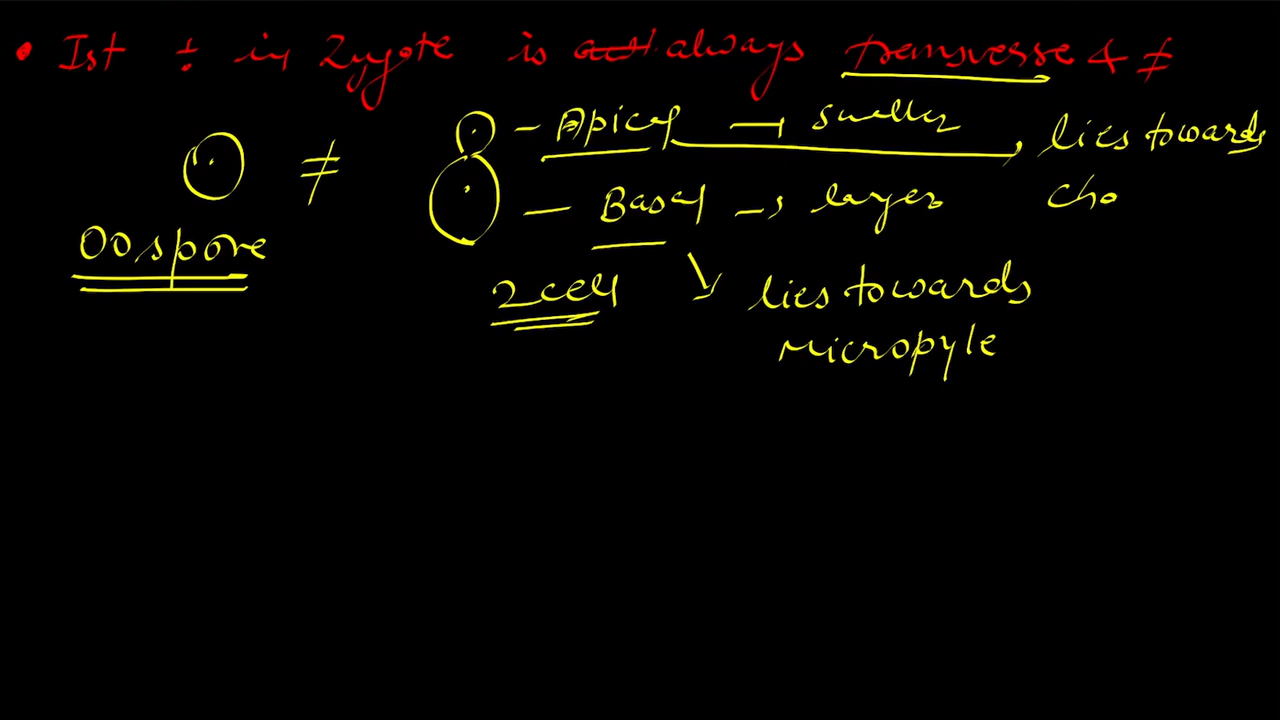 • Ist ÷ in Zygote is always transverse & ≠
≠ - Apical → smaller, lies towards
cho
- Basal → larger
Oospore
2 cell ↘ lies towards
micropyle